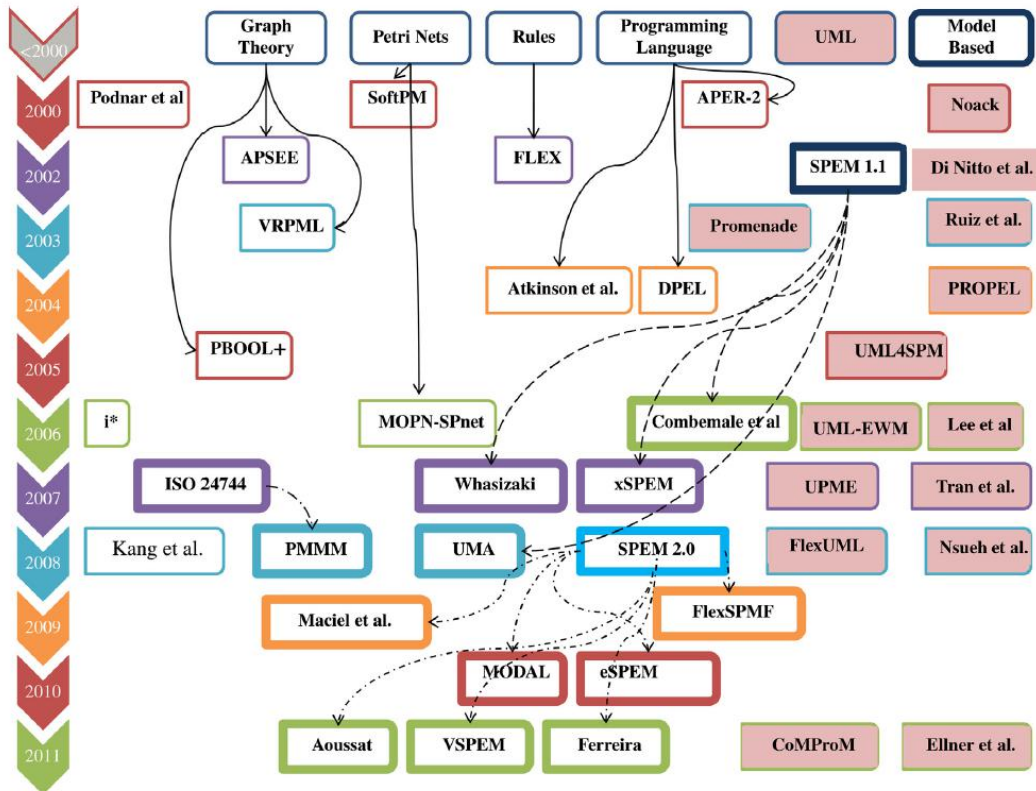 <2000
Graph
Theory
Petri Nets
Rules
Programming
Language
UML
Model
Based
2000
Podnar et al
SoftPM
APER-2
Noack
2002
APSEE
FLEX
SPEM 1.1
Di Nitto et al.
2003
VRPML
Promenade
Ruiz et al.
2004
Atkinson et al.
DPEL
PROPEL
2005
PBOOL+
UML4SPM
2006
i*
MOPN-SPnet
Combemale et al
UML-EWM
Lee et al
2007
ISO 24744
Whasizaki
xSPEM
UPME
Tran et al.
2008
Kang et al.
PMMM
UMA
SPEM 2.0
FlexUML
Nsueh et al.
2009
Maciel et al.
FlexSPMF
2010
MODAL
eSPEM
2011
Aoussat
VSPEM
Ferreira
CoMProM
Ellner et al.